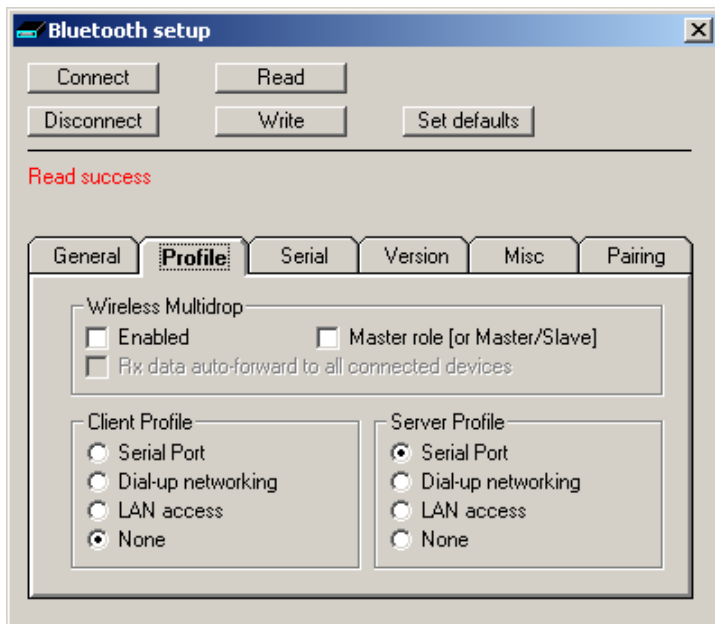 Bluetooth setup
Connect
Read
Disconnect
Write
Set defaults
Read success
General
Profile
Serial
Version
Misc
Pairing
Wireless Multidrop
Enabled
Master role [or Master/Slave]
Rx data auto-forward to all connected devices
Client Profile
Serial Port
Dial-up networking
LAN access
None
Server Profile
Serial Port
Dial-up networking
LAN access
None